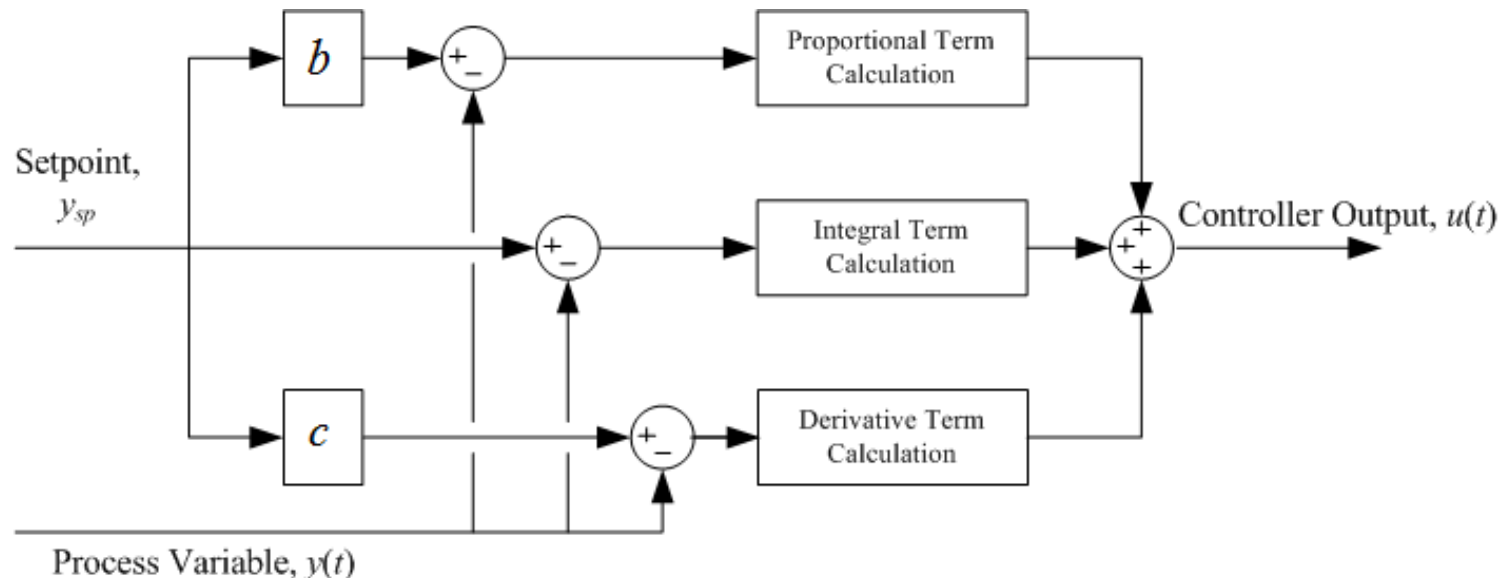 b
+
−
Proportional Term
Calculation
Setpoint,
y_sp
+
−
Integral Term
Calculation
+
+
+
Controller Output, u(t)
c
+
−
Derivative Term
Calculation
Process Variable, y(t)